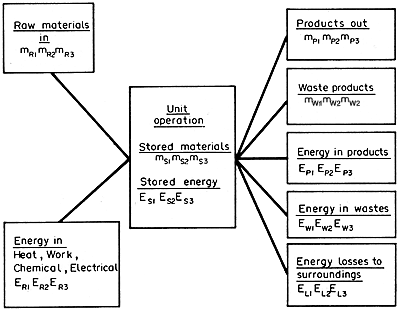 Raw materials
in
mR1 mR2 mR3
Energy in
Heat, Work,
Chemical, Electrical
ER1 ER2 ER3
Unit
operation
Stored materials
mS1 mS2 mS3
Stored energy
ES1 ES2 ES3
Products out
mP1 mP2 mP3
Waste products
mW1 mW2 mW2
Energy in products
EP1 EP2 EP3
Energy in wastes
EW1 EW2 EW3
Energy losses to
surroundings
EL1 EL2 EL3